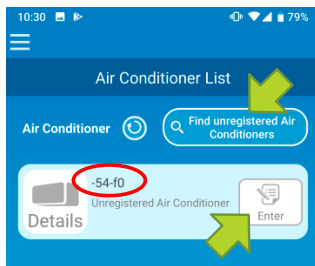 10:30 79%
Air Conditioner List
Air Conditioner
Find unregistered Air
Conditioners
-54-f0
Unregistered Air Conditioner
Details
Enter